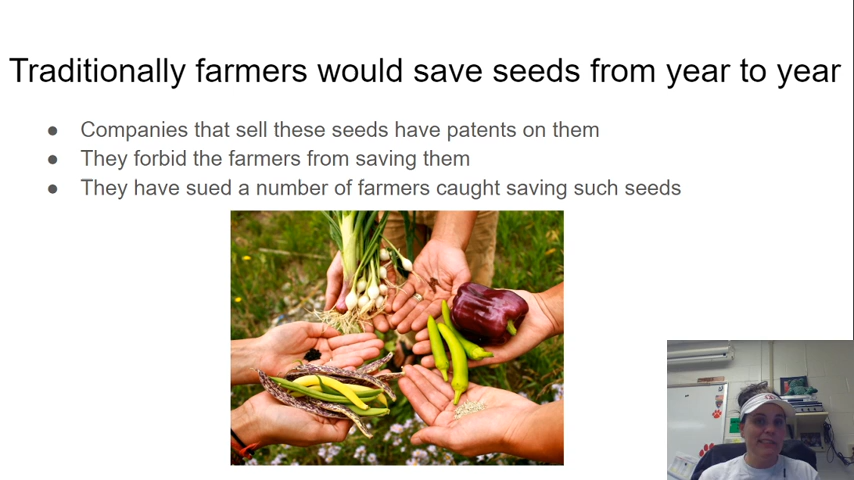 Traditionally farmers would save seeds from year to year
● Companies that sell these seeds have patents on them
● They forbid the farmers from saving them
● They have sued a number of farmers caught saving such seeds